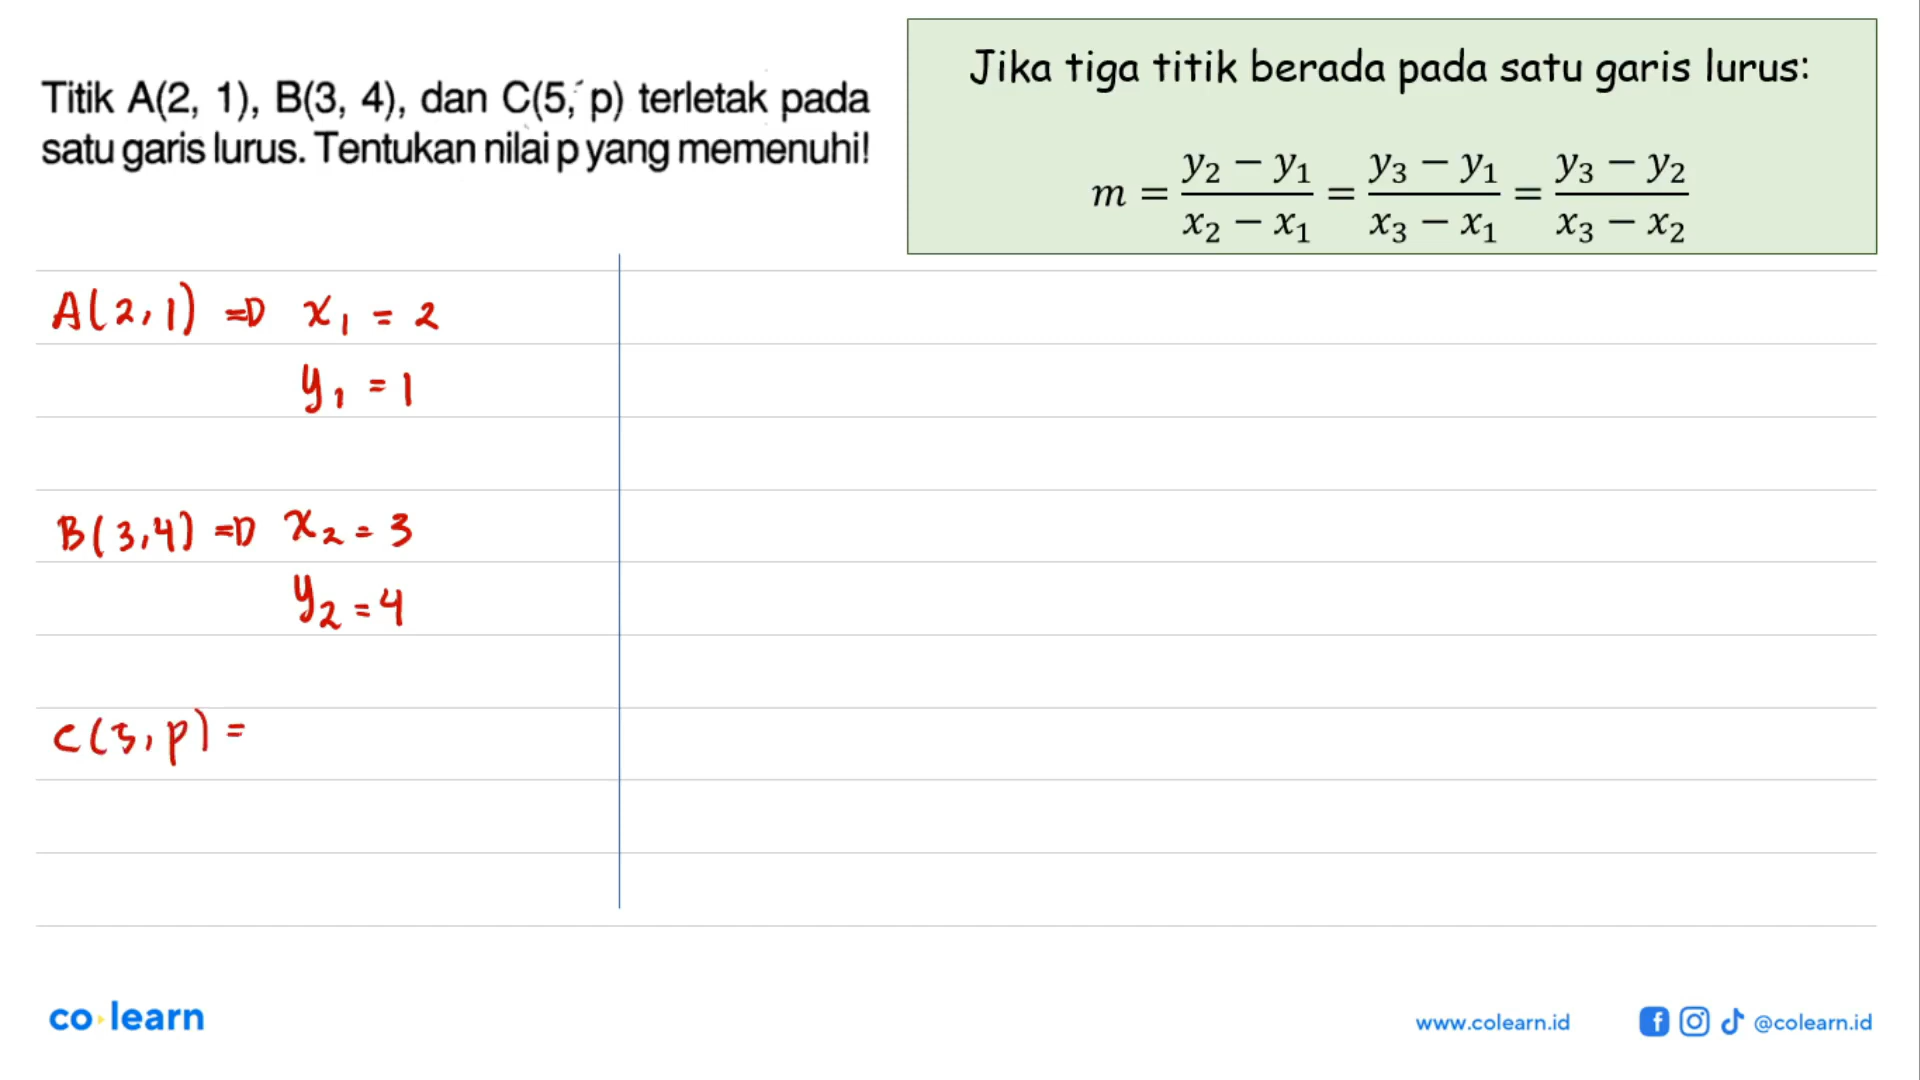 Titik A(2, 1), B(3, 4), dan C(5, p) terletak pada
satu garis lurus. Tentukan nilai p yang memenuhi!
Jika tiga titik berada pada satu garis lurus:
m = (y₂ − y₁)/(x₂ − x₁) = (y₃ − y₁)/(x₃ − x₁) = (y₃ − y₂)/(x₃ − x₂)
A(2,1) ⇒ x₁ = 2
y₁ = 1
B(3,4) ⇒ x₂ = 3
y₂ = 4
C(5,p) =
co learn
www.colearn.id
@colearn.id